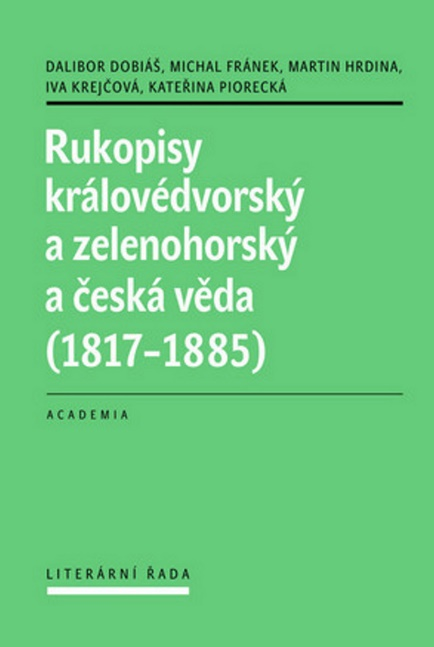 DALIBOR DOBIÁŠ, MICHAL FRÁNEK, MARTIN HRDINA,
IVA KREJČOVÁ, KATEŘINA PIORECKÁ
Rukopisy
královédvorský
a zelenohorský
a česká věda
(1817–1885)
ACADEMIA
LITERÁRNÍ ŘADA